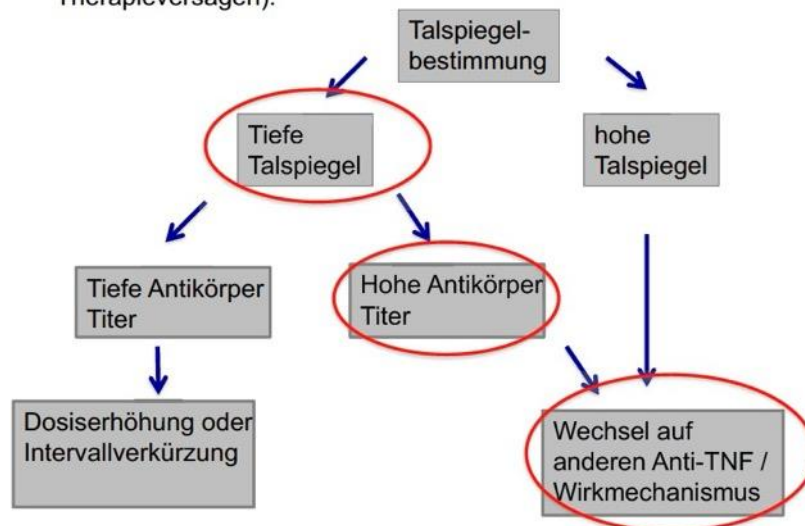 Therapieversagen).
Talspiegel-
bestimmung
Tiefe
Talspiegel
hohe
Talspiegel
Tiefe Antikörper
Titer
Hohe Antikörper
Titer
Dosiserhöhung oder
Intervallverkürzung
Wechsel auf
anderen Anti-TNF /
Wirkmechanismus